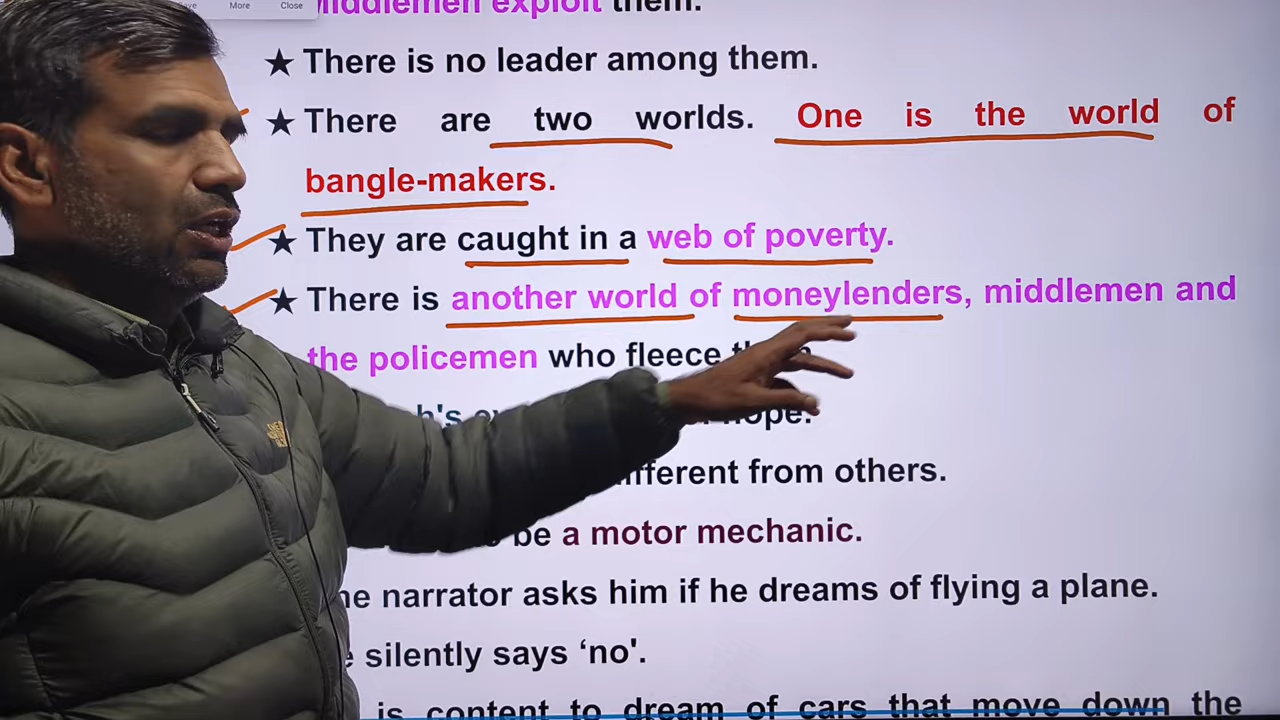 More Close
Middlemen exploit them.
★ There is no leader among them.
★ There are two worlds. One is the world of
bangle-makers.
★ They are caught in a web of poverty.
★ There is another world of moneylenders, middlemen and
the policemen who fleece
hope.
different from others.
be a motor mechanic.
narrator asks him if he dreams of flying a plane.
silently says ‘no'.
is content to dream of cars that move down the